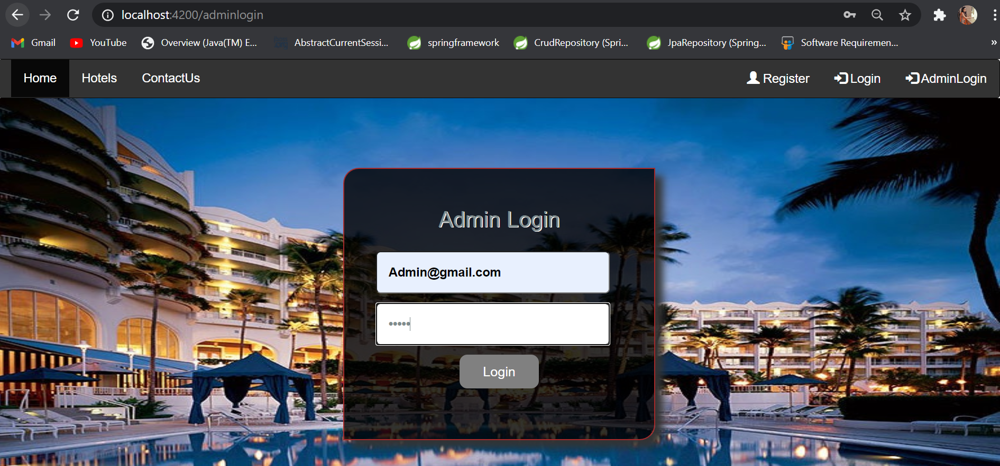 localhost:4200/adminlogin
Gmail YouTube Overview (Java(TM) E... AbstractCurrentSessi... springframework CrudRepository (Spri... JpaRepository (Spring... Software Requiremen... »
Home Hotels ContactUs Register Login AdminLogin
Admin Login
Admin@gmail.com
•••••
Login